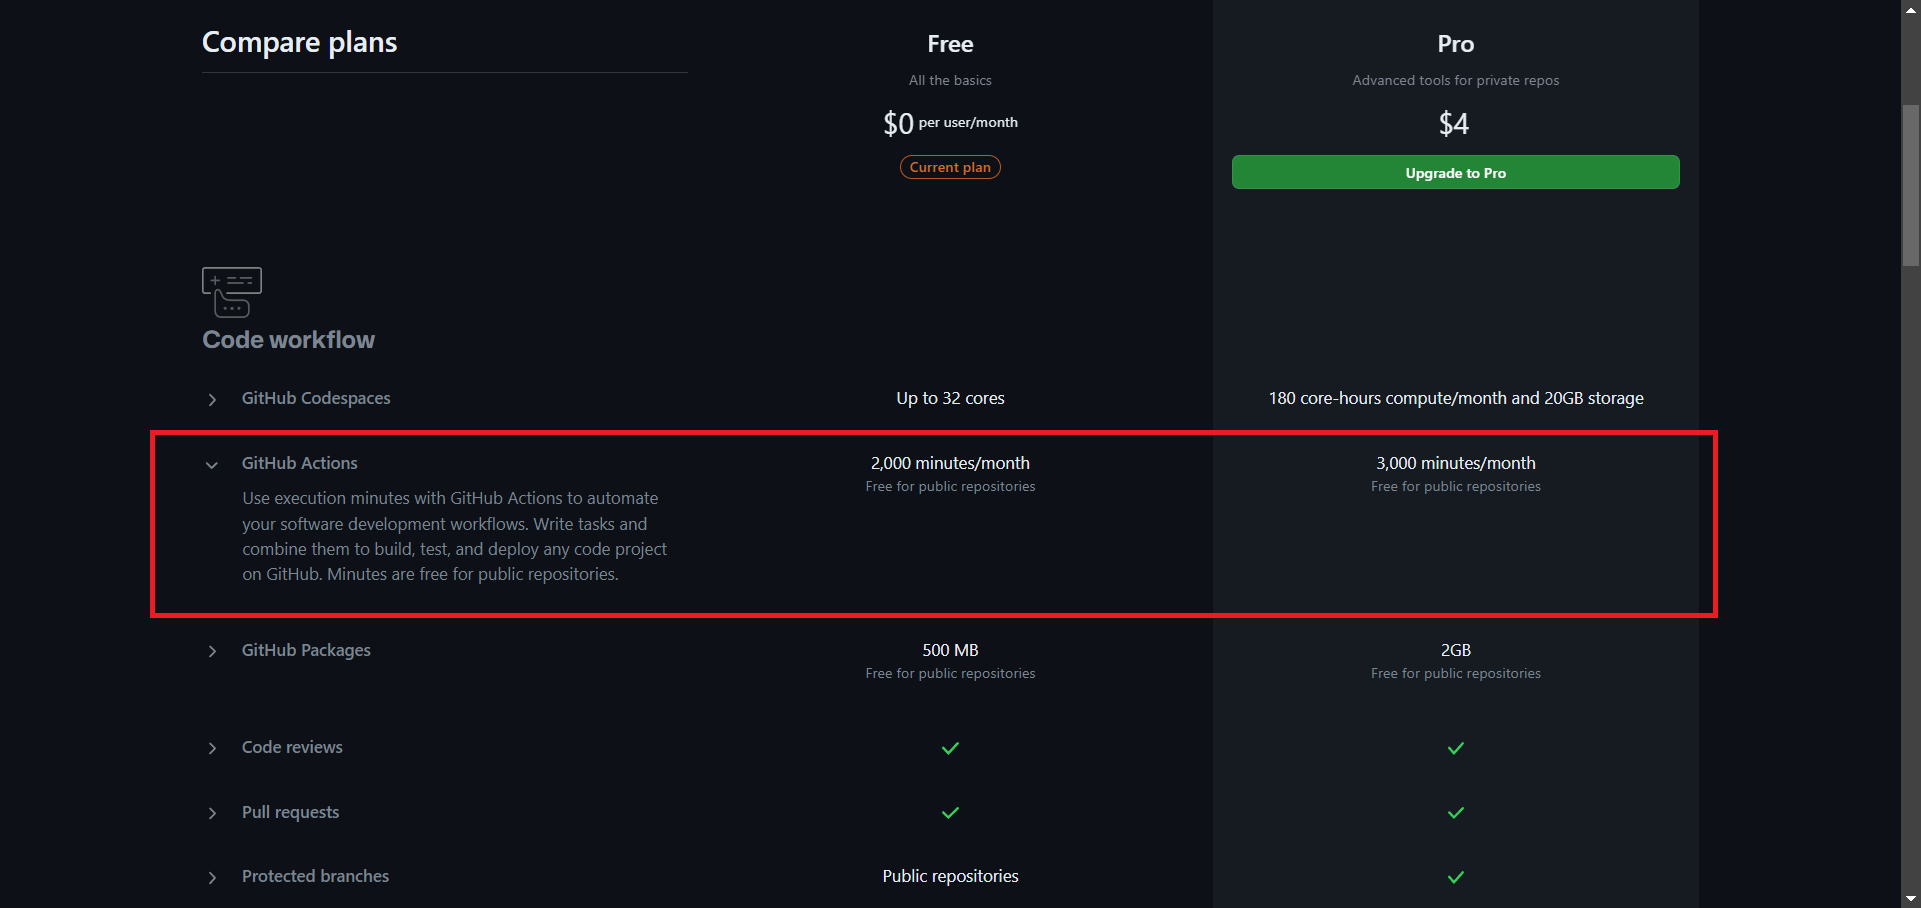 Compare plans
Free
All the basics
$0 per user/month
Current plan
Pro
Advanced tools for private repos
$4
Upgrade to Pro
Code workflow
GitHub Codespaces
Up to 32 cores
180 core-hours compute/month and 20GB storage
GitHub Actions
2,000 minutes/month
Free for public repositories
3,000 minutes/month
Free for public repositories
Use execution minutes with GitHub Actions to automate
your software development workflows. Write tasks and
combine them to build, test, and deploy any code project
on GitHub. Minutes are free for public repositories.
GitHub Packages
500 MB
Free for public repositories
2GB
Free for public repositories
Code reviews
Pull requests
Protected branches
Public repositories